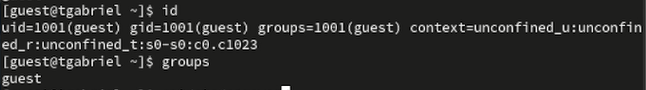 [guest@tgabriel ~]$ id
uid=1001(guest) gid=1001(guest) groups=1001(guest) context=unconfined_u:unconfin
ed_r:unconfined_t:s0-s0:c0.c1023
[guest@tgabriel ~]$ groups
guest